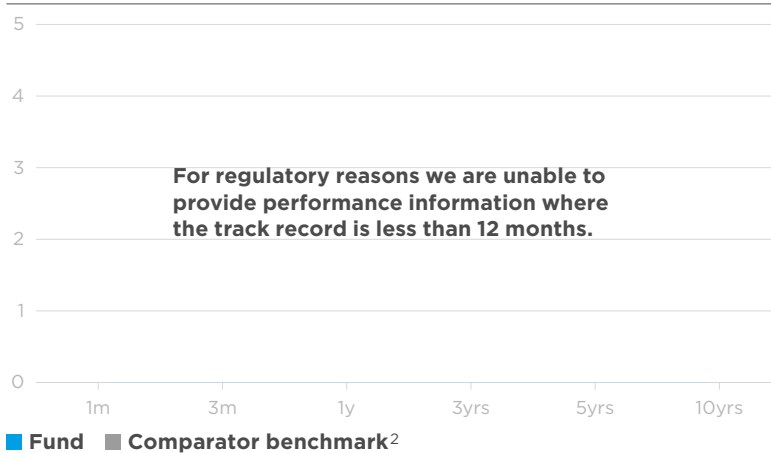 5
4
3
For regulatory reasons we are unable to
provide performance information where
the track record is less than 12 months.
2
1
0
1m 3m 1y 3yrs 5yrs 10yrs
Fund Comparator benchmark²